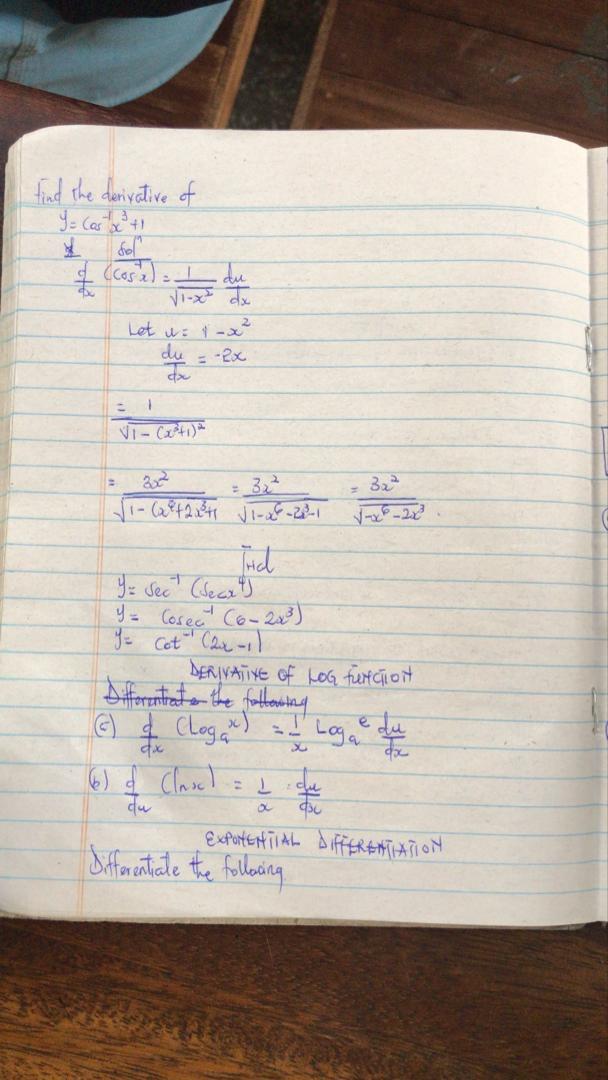 find the derivative of
y = cos⁻¹ x³ + 1
solⁿ
d/dx (cos⁻¹ x) = 1/√(1-x²) du/dx
Let u = 1 - x²
du/dx = -2x
= 1/√(1 - (x³+1)²)
= 3x²/√(1 - (x⁶+2x³+1 = 3x²/√(1-x⁶-2x³-1) = 3x²/√(-x⁶-2x³) .
y = sec⁻¹ (secx⁴)
y = cosec⁻¹ (6 - 2x³)
y = cot⁻¹ (2x - 1)
DERIVATIVE OF LOG FUNCTION
Differentiate the following
d/dx (Logₐ x) = 1/x Logₐ e du/dx
(b) d/du (lnx) = 1/x . du/dx
EXPONENTIAL DIFFERENTIATION
Differentiate the following